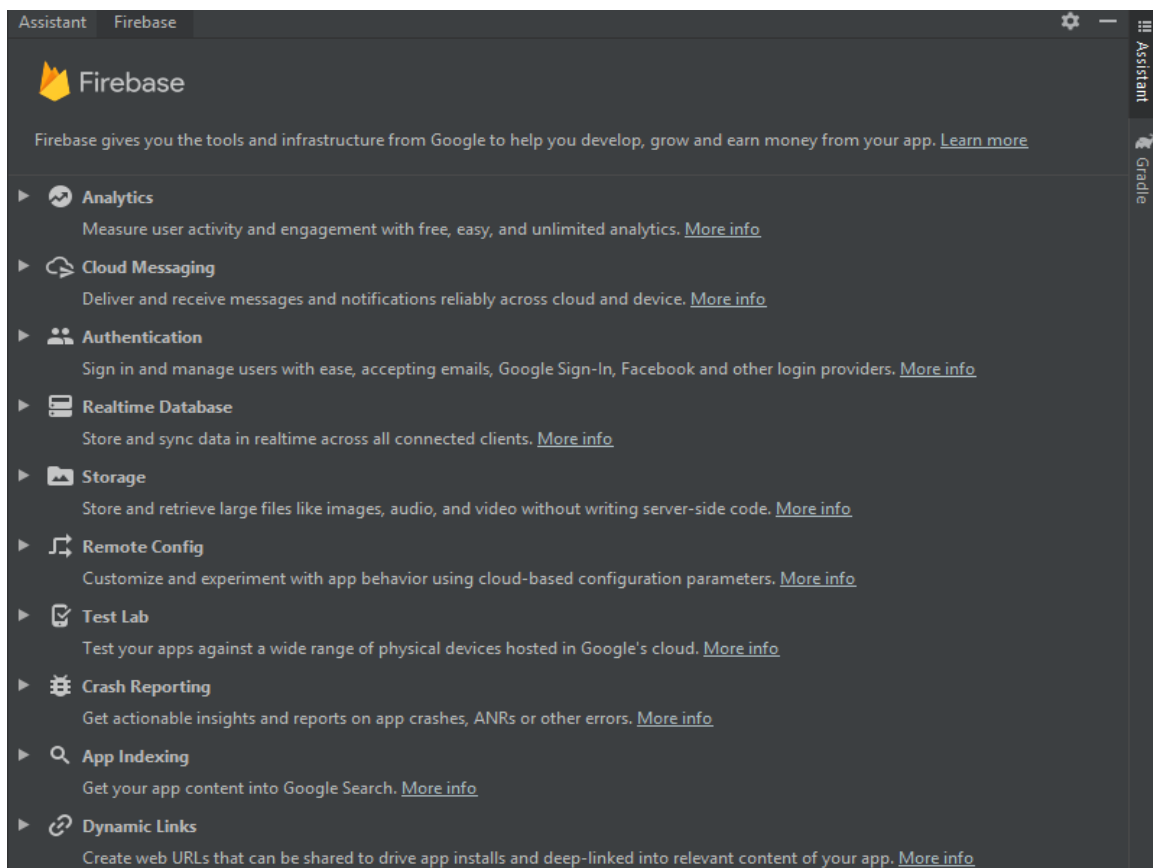 Assistant Firebase
Firebase
Firebase gives you the tools and infrastructure from Google to help you develop, grow and earn money from your app. Learn more
Analytics
Measure user activity and engagement with free, easy, and unlimited analytics. More info
Cloud Messaging
Deliver and receive messages and notifications reliably across cloud and device. More info
Authentication
Sign in and manage users with ease, accepting emails, Google Sign-In, Facebook and other login providers. More info
Realtime Database
Store and sync data in realtime across all connected clients. More info
Storage
Store and retrieve large files like images, audio, and video without writing server-side code. More info
Remote Config
Customize and experiment with app behavior using cloud-based configuration parameters. More info
Test Lab
Test your apps against a wide range of physical devices hosted in Google's cloud. More info
Crash Reporting
Get actionable insights and reports on app crashes, ANRs or other errors. More info
App Indexing
Get your app content into Google Search. More info
Dynamic Links
Create web URLs that can be shared to drive app installs and deep-linked into relevant content of your app. More info
Assistant
Gradle